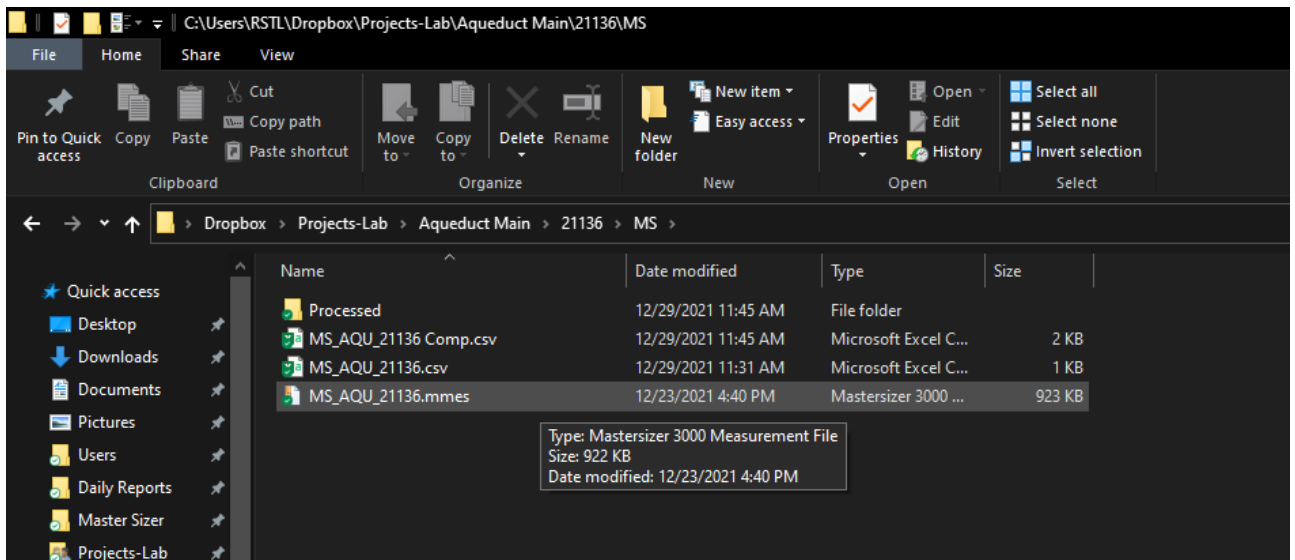 C:\Users\RSTL\Dropbox\Projects-Lab\Aqueduct Main\21136\MS
File Home Share View
Pin to Quick access
Copy
Paste
Cut
Copy path
Paste shortcut
Clipboard
Move to
Copy to
Delete
Rename
Organize
New folder
New item
Easy access
New
Properties
Open
Edit
History
Open
Select all
Select none
Invert selection
Select
Dropbox > Projects-Lab > Aqueduct Main > 21136 > MS >
Quick access
Desktop
Downloads
Documents
Pictures
Users
Daily Reports
Master Sizer
Projects-Lab
Name Date modified Type Size
Processed 12/29/2021 11:45 AM File folder
MS_AQU_21136 Comp.csv 12/29/2021 11:45 AM Microsoft Excel C... 2 KB
MS_AQU_21136.csv 12/29/2021 11:31 AM Microsoft Excel C... 1 KB
MS_AQU_21136.mmes 12/23/2021 4:40 PM Mastersizer 3000 ... 923 KB
Type: Mastersizer 3000 Measurement File
Size: 922 KB
Date modified: 12/23/2021 4:40 PM